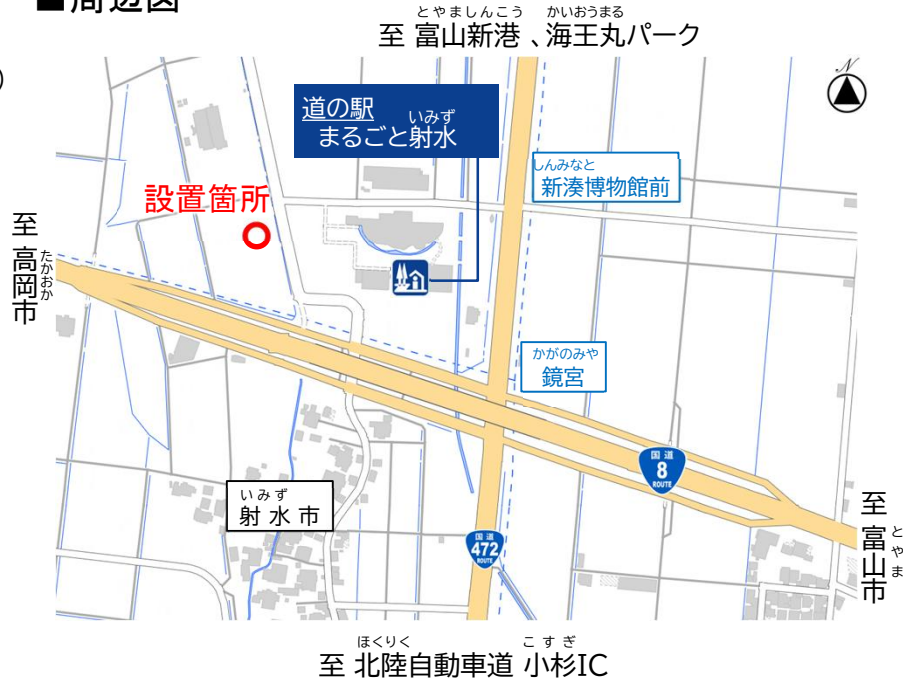 ■周辺図
)
とやましんこう かいおうまる
至 富山新港 、海王丸パーク
N
道の駅
いみず
まるごと射水
しんみなと
新湊博物館前
設置箇所
至 高岡市
たかおか
かがのみや
鏡宮
国道
8
ROUTE
いみず
射水市
国道
472
ROUTE
至 富山市
とやま
ほくりく こすぎ
至 北陸自動車道 小杉IC